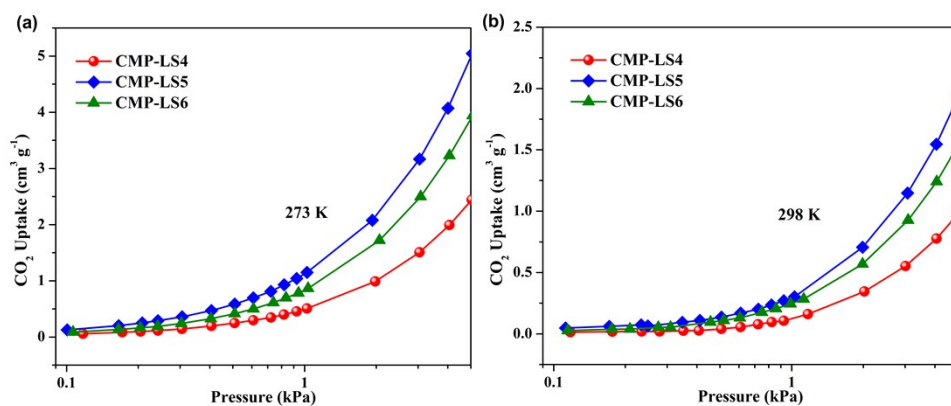 (a)
CMP-LS4
CMP-LS5
CMP-LS6
273 K
CO₂ Uptake (cm³ g⁻¹)
5
4
3
2
1
0
0.1
1
Pressure (kPa)
(b)
CMP-LS4
CMP-LS5
CMP-LS6
298 K
CO₂ Uptake (cm³ g⁻¹)
2.5
2.0
1.5
1.0
0.5
0.0
0.1
1
Pressure (kPa)